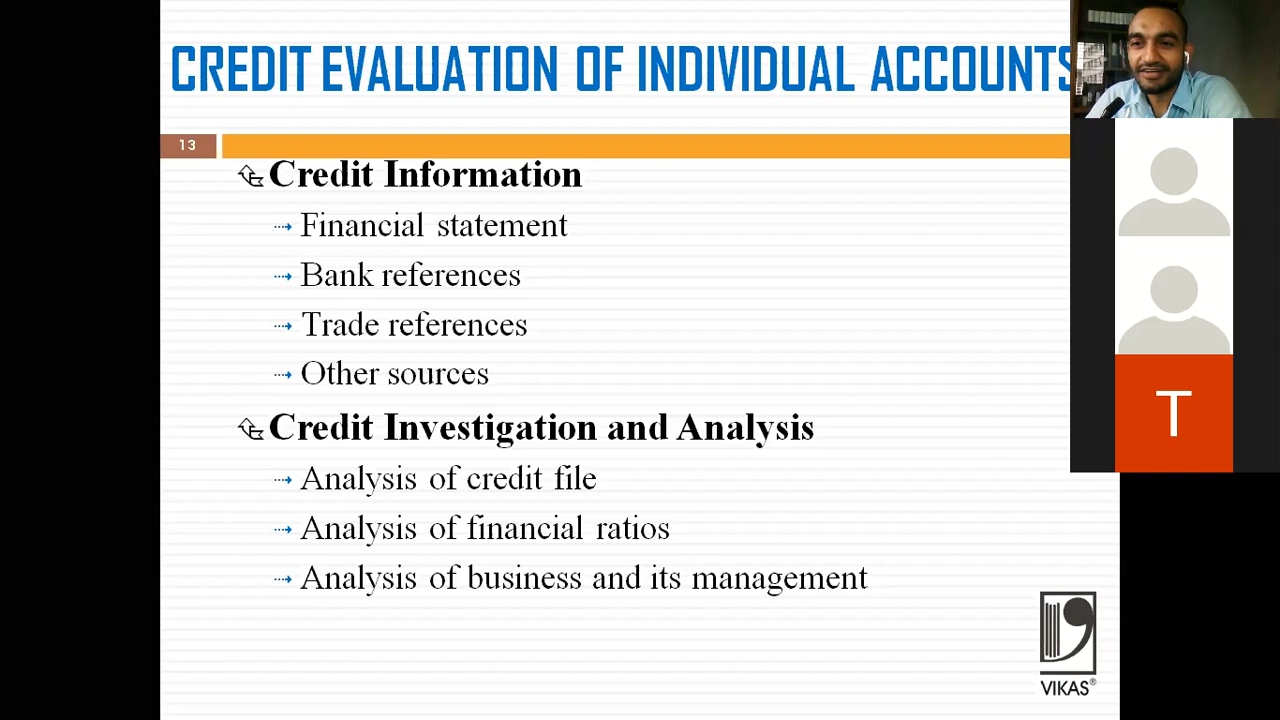 CREDIT EVALUATION OF INDIVIDUAL ACCOUNTS
13
Credit Information
Financial statement
Bank references
Trade references
Other sources
Credit Investigation and Analysis
Analysis of credit file
Analysis of financial ratios
Analysis of business and its management
T
VIKAS®